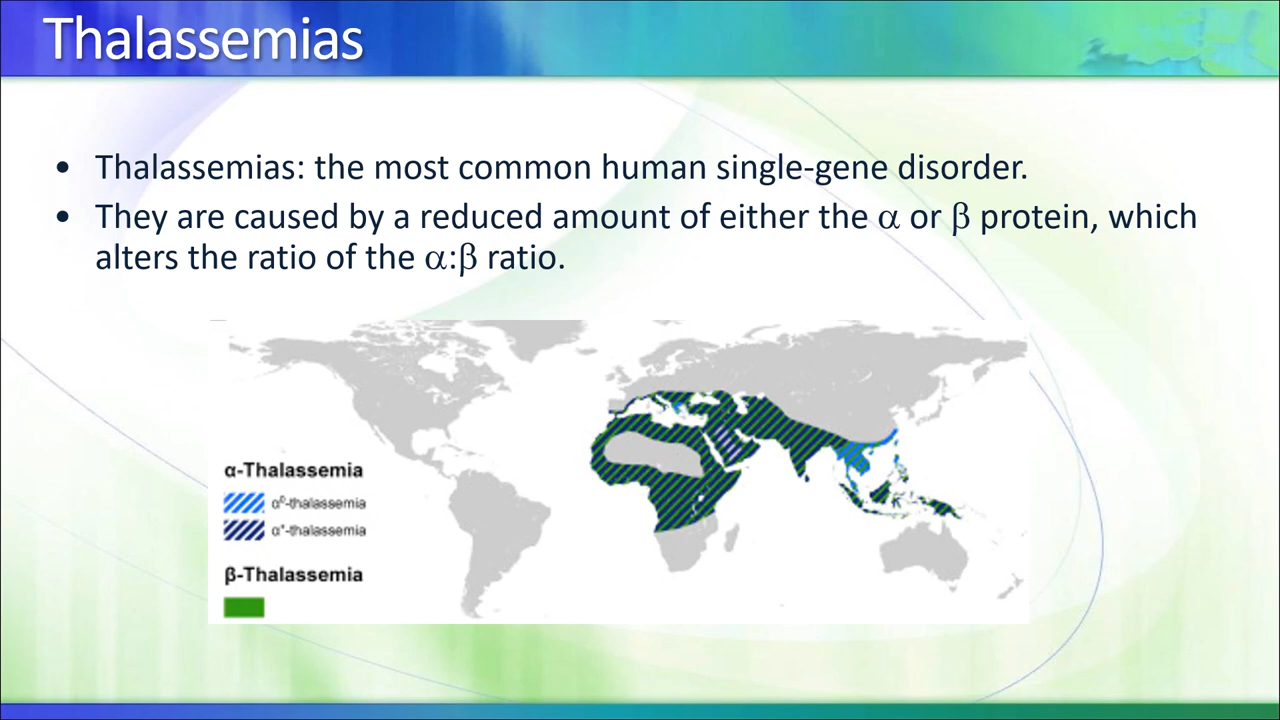 Thalassemias
• Thalassemias: the most common human single-gene disorder.
• They are caused by a reduced amount of either the α or β protein, which
alters the ratio of the α:β ratio.
α-Thalassemia
α⁰-thalassemia
α⁺-thalassemia
β-Thalassemia